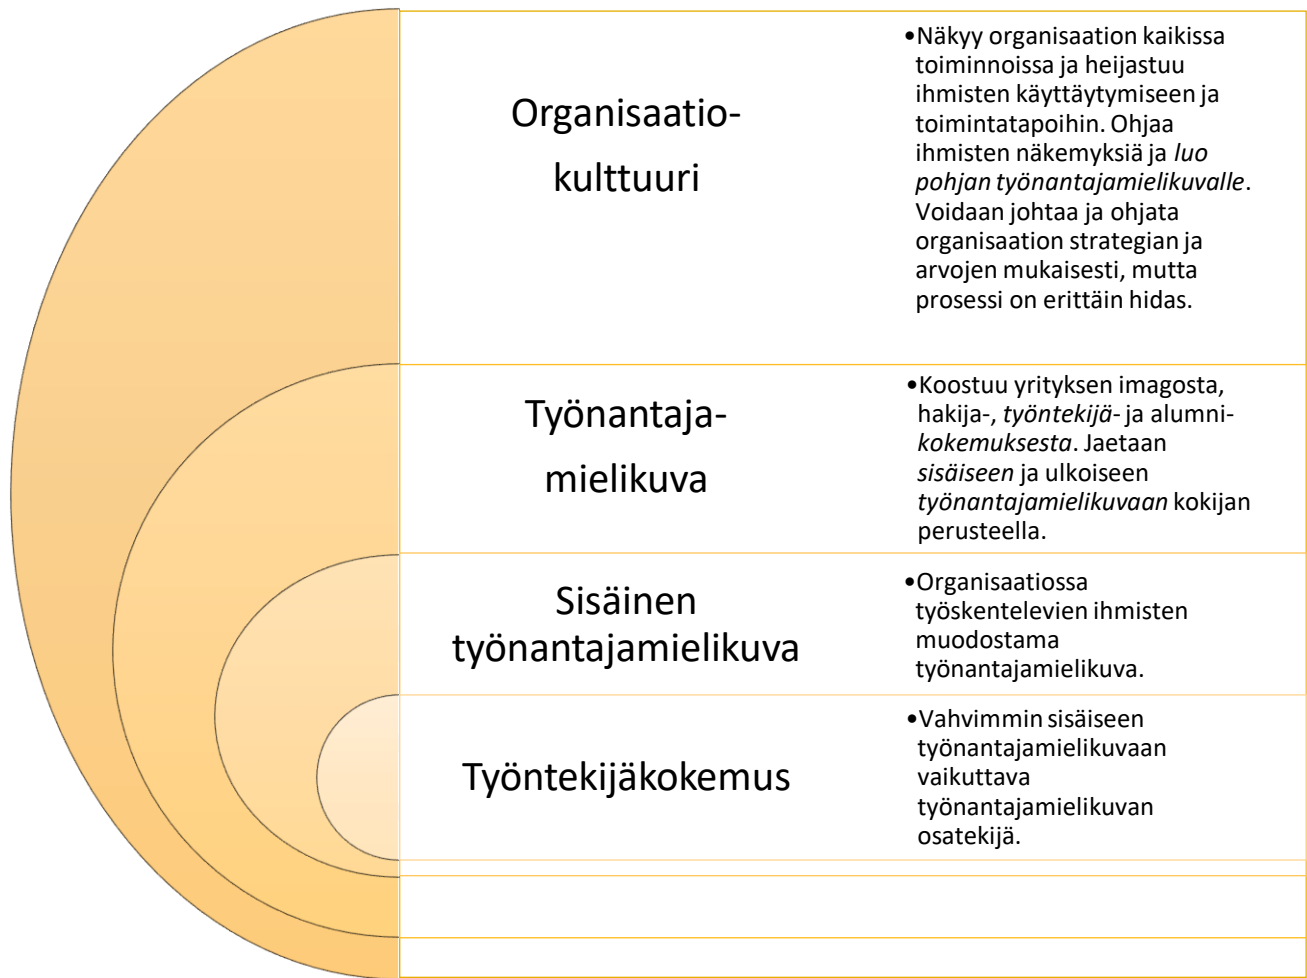 Organisaatio-
kulttuuri
•Näkyy organisaation kaikissa
toiminnoissa ja heijastuu
ihmisten käyttäytymiseen ja
toimintatapoihin. Ohjaa
ihmisten näkemyksiä ja luo
pohjan työnantajamielikuvalle.
Voidaan johtaa ja ohjata
organisaation strategian ja
arvojen mukaisesti, mutta
prosessi on erittäin hidas.
Työnantaja-
mielikuva
•Koostuu yrityksen imagosta,
hakija-, työntekijä- ja alumni-
kokemuksesta. Jaetaan
sisäiseen ja ulkoiseen
työnantajamielikuvaan kokijan
perusteella.
Sisäinen
työnantajamielikuva
•Organisaatiossa
työskentelevien ihmisten
muodostama
työnantajamielikuva.
Työntekijäkokemus
•Vahvimmin sisäiseen
työnantajamielikuvaan
vaikuttava
työnantajamielikuvan
osatekijä.